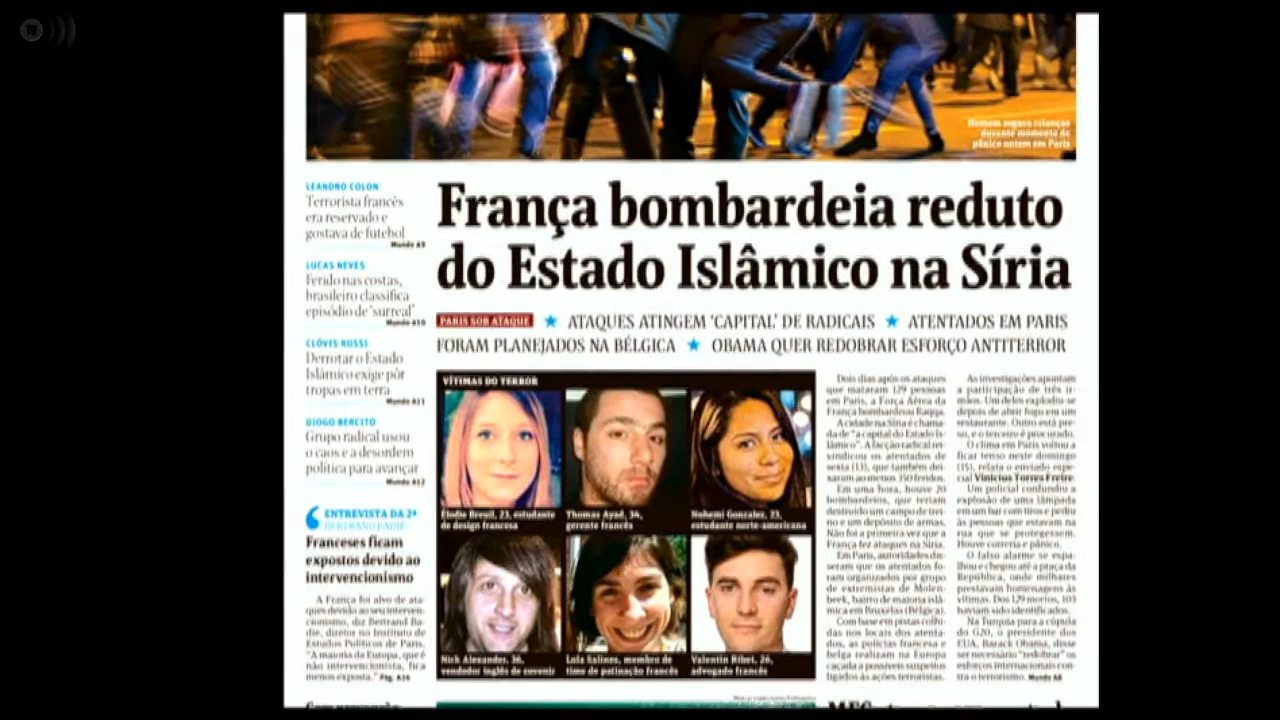 Homem segura crianças
durante momento de
pânico ontem em Paris
LEANDRO COLON
Terrorista francês
era reservado e
gostava de futebol
Mundo A9
LUCAS NEVES
Ferido nas costas,
brasileiro classifica
episódio de 'surreal'
Mundo A10
CLÓVIS ROSSI
Derrotar o Estado
Islâmico exige pôr
tropas em terra
Mundo A11
DIOGO BERCITO
Grupo radical usou
o caos e a desordem
política para avançar
Mundo A12
ENTREVISTA DA 2ª
BERTRAND BADIE
Franceses ficam
expostos devido ao
intervencionismo
A França foi alvo de ata-
ques devido ao seu interven-
cionismo, diz Bertrand Ba-
die, diretor no Instituto de
Estudos Políticos de Paris.
"A maioria da Europa, que é
não intervencionista, fica
menos exposta." Pág. A16
França bombardeia reduto
do Estado Islâmico na Síria
PARIS SOB ATAQUE ★ ATAQUES ATINGEM 'CAPITAL' DE RADICAIS ★ ATENTADOS EM PARIS
FORAM PLANEJADOS NA BÉLGICA ★ OBAMA QUER REDOBRAR ESFORÇO ANTITERROR
VÍTIMAS DO TERROR
Elodie Breuil, 23, estudante
de design francesa
Thomas Ayad, 34,
gerente francês
Nohemi Gonzalez, 23,
estudante norte-americana
Nick Alexander, 36,
vendedor inglês de suvenir
Lola Salines, membro de
time de patinação francês
Valentin Ribet, 26,
advogado francês
Dois dias após os ataques
que mataram 129 pessoas
em Paris, a Força Aérea da
França bombardeou Raqqa.
A cidade na Síria é chama-
da de "a capital do Estado Is-
lâmico". A facção radical rei-
vindicou os atentados de
sexta (13), que também dei-
xaram ao menos 350 feridos.
Em uma hora, houve 20
bombardeios, que teriam
destruído um campo de trei-
no e um depósito de armas.
Não foi a primeira vez que a
França fez ataques na Síria.
Em Paris, autoridades dis-
seram que os atentados fo-
ram organizados por grupo
de extremistas de Molen-
beek, bairro de maioria islâ-
mica em Bruxelas (Bélgica).
Com base em pistas colhi-
das nos locais dos atenta-
dos, as polícias francesa e
belga realizam na Europa
caçada a possíveis suspeitos
ligados às ações terroristas.
As investigações apontam
a participação de três ir-
mãos. Um deles explodiu-se
depois de abrir fogo em um
restaurante. Outro está pre-
so, e o terceiro é procurado.
O clima em Paris voltou a
ficar tenso neste domingo
(15), relata o enviado espe-
cial Vinicius Torres Freire.
Um policial confundiu a
explosão de uma lâmpada
em um bar com tiros e pediu
às pessoas que estavam na
rua que se protegessem.
Houve correria e pânico.
O falso alarme se espa-
lhou e chegou até a praça da
República, onde milhares
prestavam homenagens às
vítimas. Dos 129 mortos, 103
haviam sido identificados.
Na Turquia para a cúpula
do G20, o presidente dos
EUA, Barack Obama, disse
ser necessário "redobrar" os
esforços internacionais con-
tra o terrorismo. Mundo A8